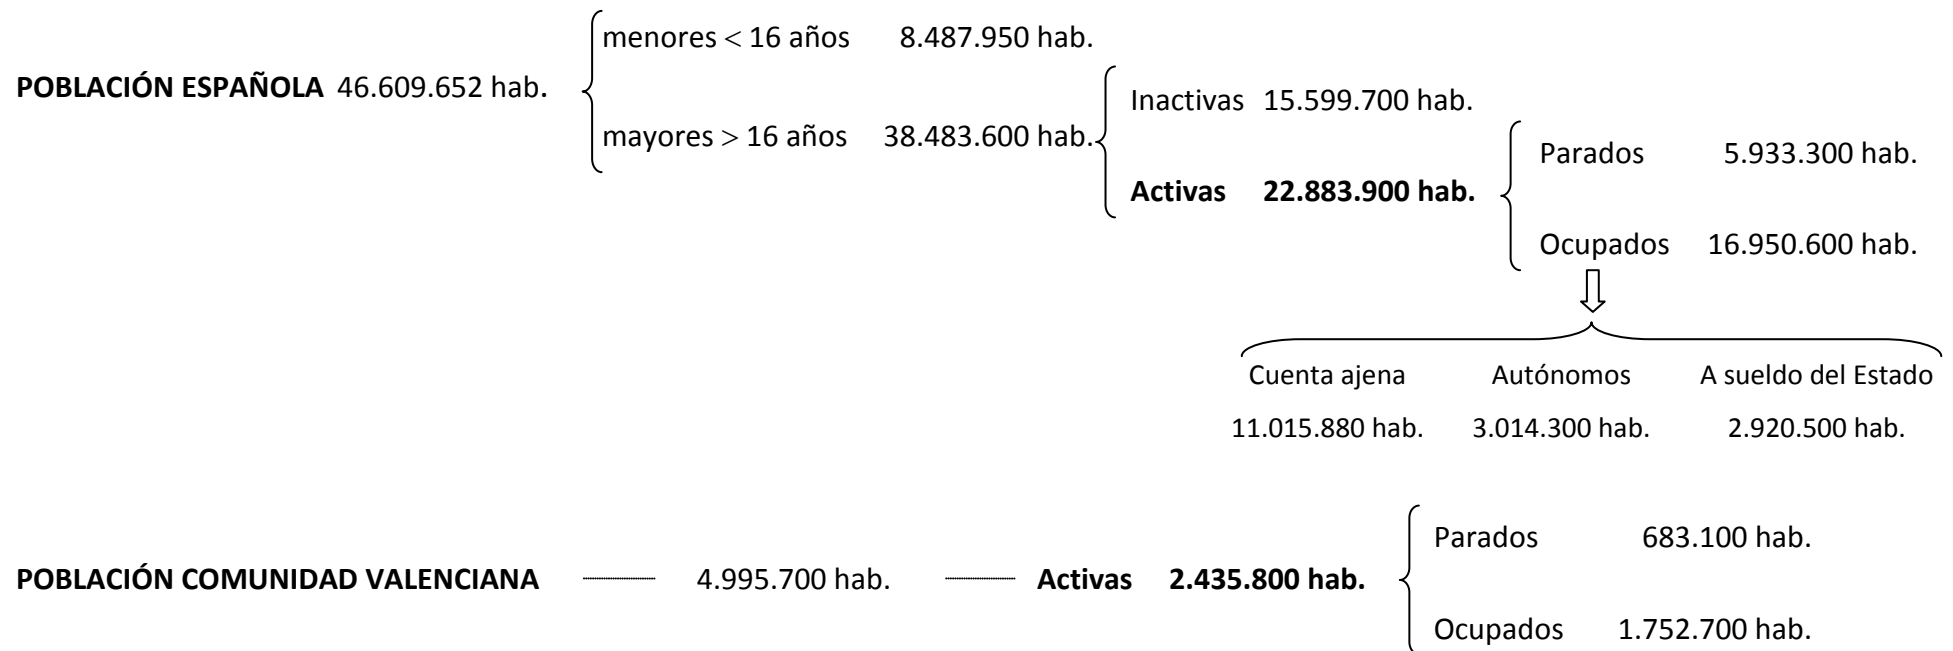 menores < 16 años 8.487.950 hab.
POBLACIÓN ESPAÑOLA 46.609.652 hab.
Inactivas 15.599.700 hab.
mayores > 16 años 38.483.600 hab.
Parados 5.933.300 hab.
Activas 22.883.900 hab.
Ocupados 16.950.600 hab.
Cuenta ajena Autónomos A sueldo del Estado
11.015.880 hab. 3.014.300 hab. 2.920.500 hab.
Parados 683.100 hab.
POBLACIÓN COMUNIDAD VALENCIANA 4.995.700 hab. Activas 2.435.800 hab.
Ocupados 1.752.700 hab.